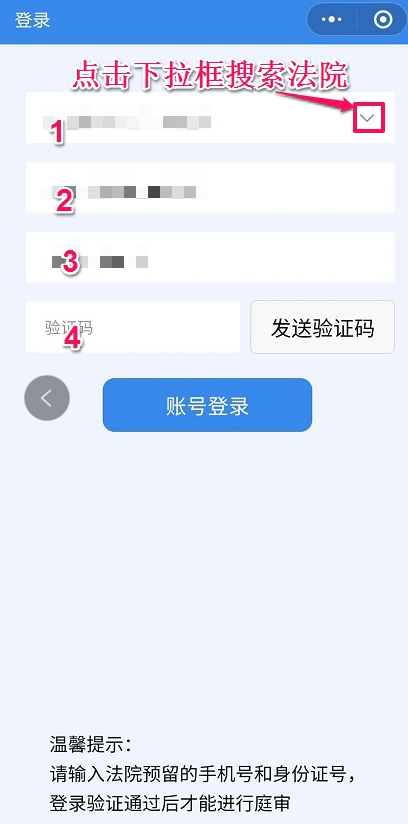 登录
点击下拉框搜索法院
1
2
3
验证码
4
发送验证码
账号登录
温馨提示：
请输入法院预留的手机号和身份证号，
登录验证通过后才能进行庭审